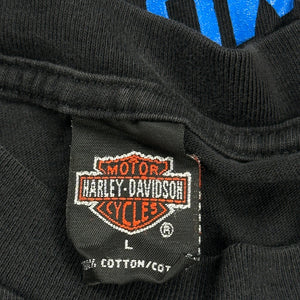 MOTOR
HARLEY-DAVIDSON
CYCLES
®
L
COTTON/COT